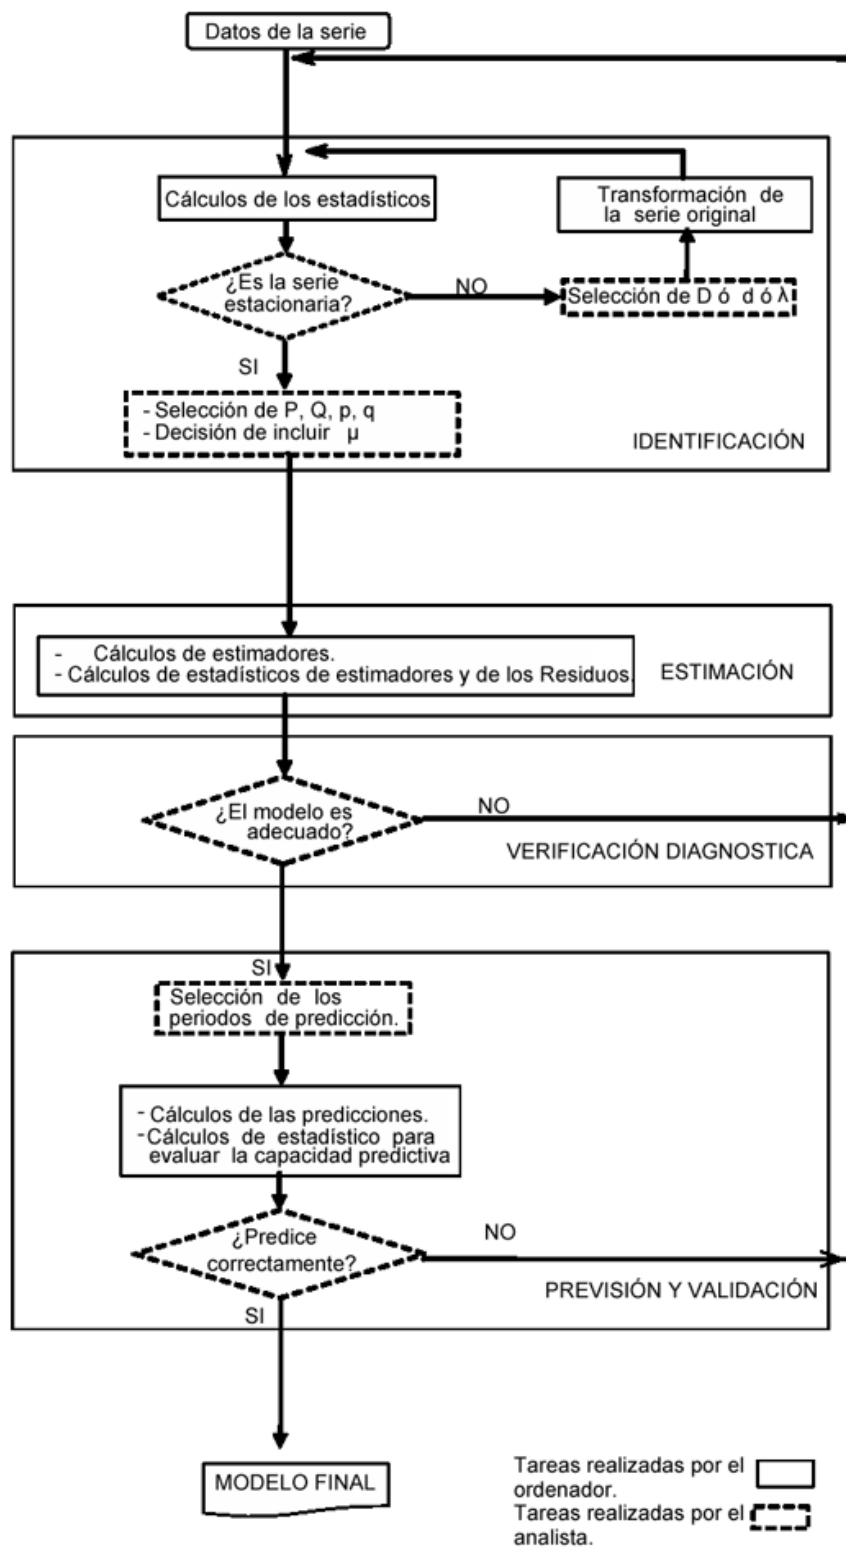 Datos de la serie
Cálculos de los estadísticos
Transformación de
la serie original
¿Es la serie
estacionaria?
NO
Selección de D ó d ó λ
SI
- Selección de P, Q, p, q
- Decisión de incluir μ
IDENTIFICACIÓN
- Cálculos de estimadores.
- Cálculos de estadísticos de estimadores y de los Residuos.
ESTIMACIÓN
¿El modelo es
adecuado?
NO
VERIFICACIÓN DIAGNOSTICA
SI
Selección de los
periodos de predicción.
- Cálculos de las predicciones.
- Cálculos de estadístico para
evaluar la capacidad predictiva
¿Predice
correctamente?
NO
PREVISIÓN Y VALIDACIÓN
SI
MODELO FINAL
Tareas realizadas por el
ordenador.
Tareas realizadas por el
analista.